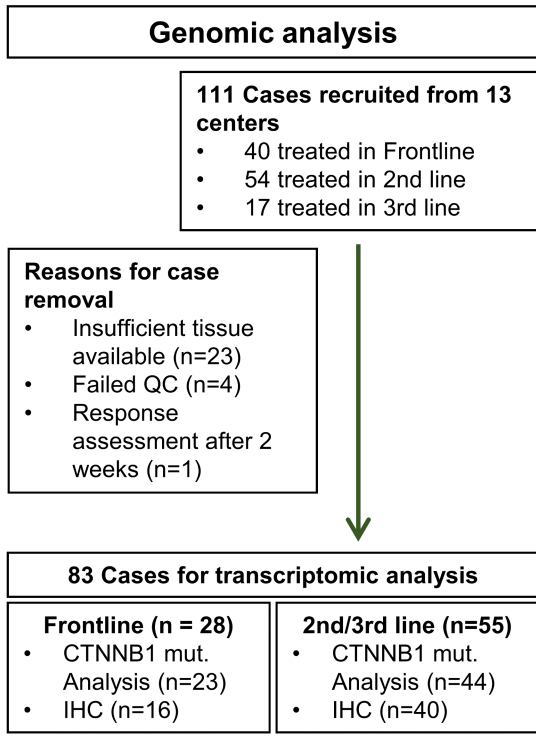 Genomic analysis
111 Cases recruited from 13
centers
• 40 treated in Frontline
• 54 treated in 2nd line
• 17 treated in 3rd line
Reasons for case
removal
• Insufficient tissue
available (n=23)
• Failed QC (n=4)
• Response
assessment after 2
weeks (n=1)
83 Cases for transcriptomic analysis
Frontline (n = 28)
• CTNNB1 mut.
Analysis (n=23)
• IHC (n=16)
2nd/3rd line (n=55)
• CTNNB1 mut.
Analysis (n=44)
• IHC (n=40)